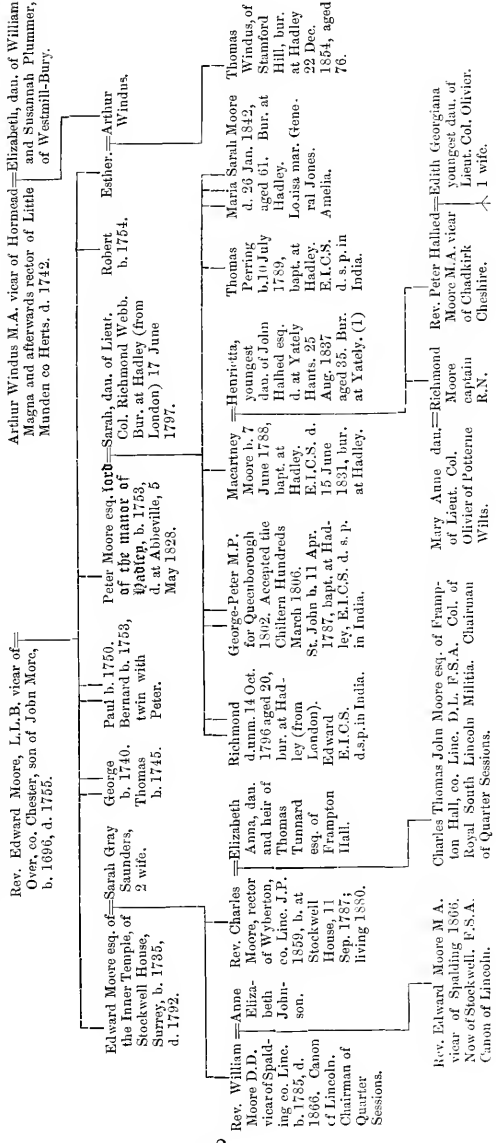 Rev. Edward Moore, L.L.B. vicar of
Over, co. Chester, son of John More,
b. 1696, d. 1755.
Arthur Windus M.A. vicar of Hormead
Magna and afterwards rector of Little
Munden co Herts. d. 1742.
Elizabeth, dau. of William
and Susannah Plummer,
of Westmill-Bury.
Edward Moore esq. of
the Inner Temple, of
Stockwell House,
Surrey, b. 1735,
d. 1792.
Sarah Gray
Saunders,
2 wife.
George
b. 1740.
Thomas
b. 1745.
Paul b. 1750.
Bernard b. 1753,
twin with
Peter.
Peter Moore esq. lord
of the manor of
Hadley, b. 1753,
d. at Abbeville, 5
May 1828.
Sarah, dau. of Lieut.
Col. Richmond Webb.
Bur. at Hadley (from
London) 17 June
1797.
Robert
b. 1754.
Esther.
Arthur
Windus.
Rev. William
Moore D.D.
vicar of Spald-
ing co. Linc.
b. 1785, d.
1866. Canon
of Lincoln.
Chairman of
Quarter
Sessions.
Anne
Eliza-
beth
John-
son.
Rev. Charles
Moore, rector
of Wyberton,
co. Linc. J.P.
1859, b. at
Stockwell
House, 11
Sep. 1787;
living 1880.
Elizabeth
Anna, dau.
and heir of
Thomas
Tunnard
esq. of
Frampton
Hall.
Richmond
d. unm. 14 Oct.
1796 aged 20,
bur. at Had-
ley (from
London).
Edward
E.I.C.S.
d.s.p. in India.
George-Peter M.P.
for Queenborough
1802. Accepted the
Chiltern Hundreds
March 1806.
St. John b. 11 Apr.
1787, bapt. at Had-
ley, E.I.C.S. d. s. p.
in India.
Macartney
Moore b. 7
June 1788,
bapt. at
Hadley.
E.I.C.S. d.
15 June
1831, bur.
at Hadley.
Henrietta,
youngest
dau. of John
Halhed esq.
d. at Yately
Hants. 25
Aug. 1837
aged 35. Bur.
at Yately. (1)
Thomas
Perring
b. 10 July
1789,
bapt. at
Hadley.
E.I.C.S.
d. s. p. in
India.
Maria Sarah Moore
d. 26 Jan. 1842,
aged 61. Bur. at
Hadley.
Louisa mar. Gene-
ral Jones.
Amelia.
Thomas
Windus, of
Stamford
Hill, bur.
at Hadley
22 Dec.
1854, aged
76.
Rev. Edward Moore M A.
vicar of Spalding 1866.
Now of Stockwell. F.S.A.
Canon of Lincoln.
Charles Thomas John Moore esq. of Framp-
ton Hall, co. Linc. D.L. F.S.A. Col. of
Royal South Lincoln Militia. Chairman
of Quarter Sessions.
Mary Anne dau.
of Lieut. Col.
Olivier of Potterne
Wilts.
Richmond
Moore
captain
R.N.
Rev. Peter Halhed
Moore M.A. vicar
of Chadkirk
Cheshire.
Edith Georgiana
youngest dau. of
Lieut. Col. Olivier.
1 wife.
2